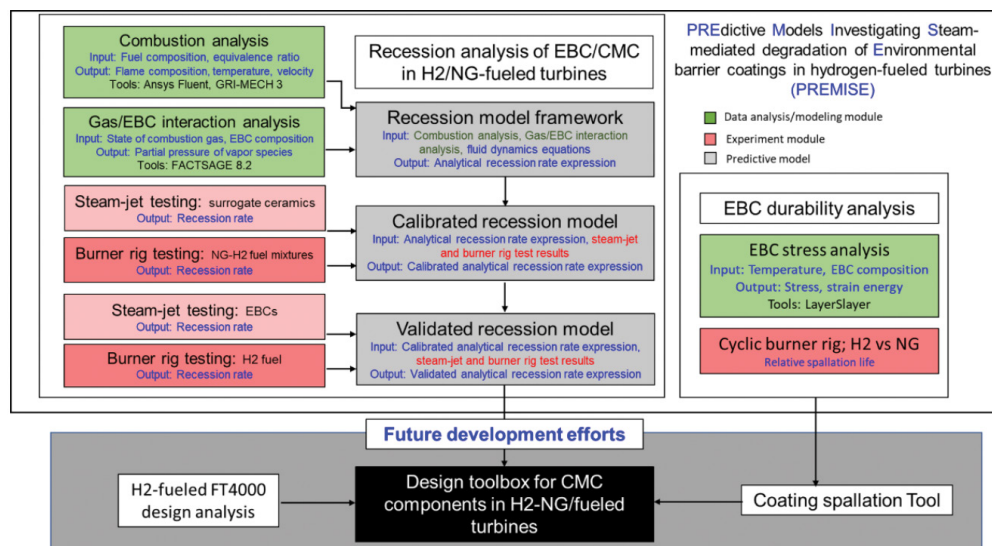 Combustion analysis
Input: Fuel composition, equivalence ratio
Output: Flame composition, temperature, velocity
Tools: Ansys Fluent, GRI-MECH 3
Gas/EBC interaction analysis
Input: State of combustion gas, EBC composition
Output: Partial pressure of vapor species
Tools: FACTSAGE 8.2
Steam-jet testing: surrogate ceramics
Output: Recession rate
Burner rig testing: NG-H2 fuel mixtures
Output: Recession rate
Steam-jet testing: EBCs
Output: Recession rate
Burner rig testing: H2 fuel
Output: Recession rate
Recession analysis of EBC/CMC
in H2/NG-fueled turbines
Recession model framework
Input: Combustion analysis, Gas/EBC interaction
analysis, fluid dynamics equations
Output: Analytical recession rate expression
Calibrated recession model
Input: Analytical recession rate expression, steam-jet
and burner rig test results
Output: Calibrated analytical recession rate expression
Validated recession model
Input: Calibrated analytical recession rate expression,
steam-jet and burner rig test results
Output: Validated analytical recession rate expression
PREdictive Models Investigating Steam-
mediated degradation of Environmental
barrier coatings in hydrogen-fueled turbines
(PREMISE)
Data analysis/modeling module
Experiment module
Predictive model
EBC durability analysis
EBC stress analysis
Input: Temperature, EBC composition
Output: Stress, strain energy
Tools: LayerSlayer
Cyclic burner rig; H2 vs NG
Relative spallation life
Future development efforts
H2-fueled FT4000
design analysis
Design toolbox for CMC
components in H2-NG/fueled
turbines
Coating spallation Tool